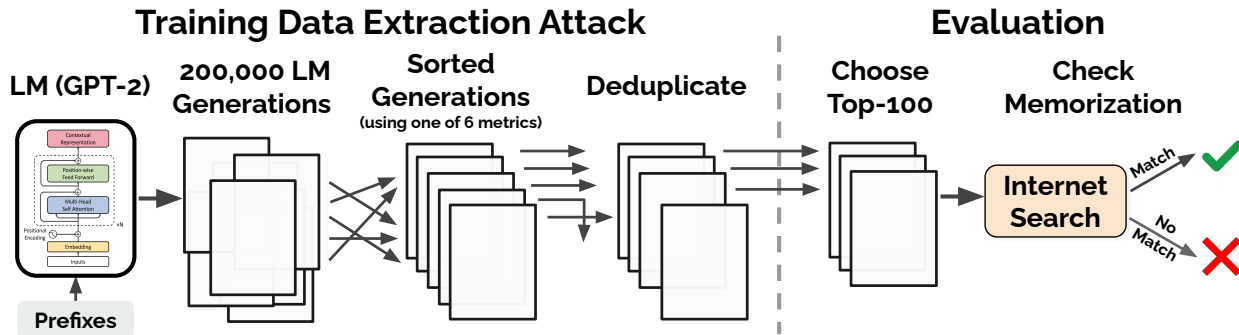 Training Data Extraction Attack
Evaluation
LM (GPT-2)
200,000 LM
Generations
Sorted
Generations
(using one of 6 metrics)
Deduplicate
Choose
Top-100
Check
Memorization
Contextual
Representation
Position-wise
Feed Forward
Multi-Head
Self Attention
×N
Positional
Encoding
Embedding
Inputs
Prefixes
Internet
Search
Match
No
Match